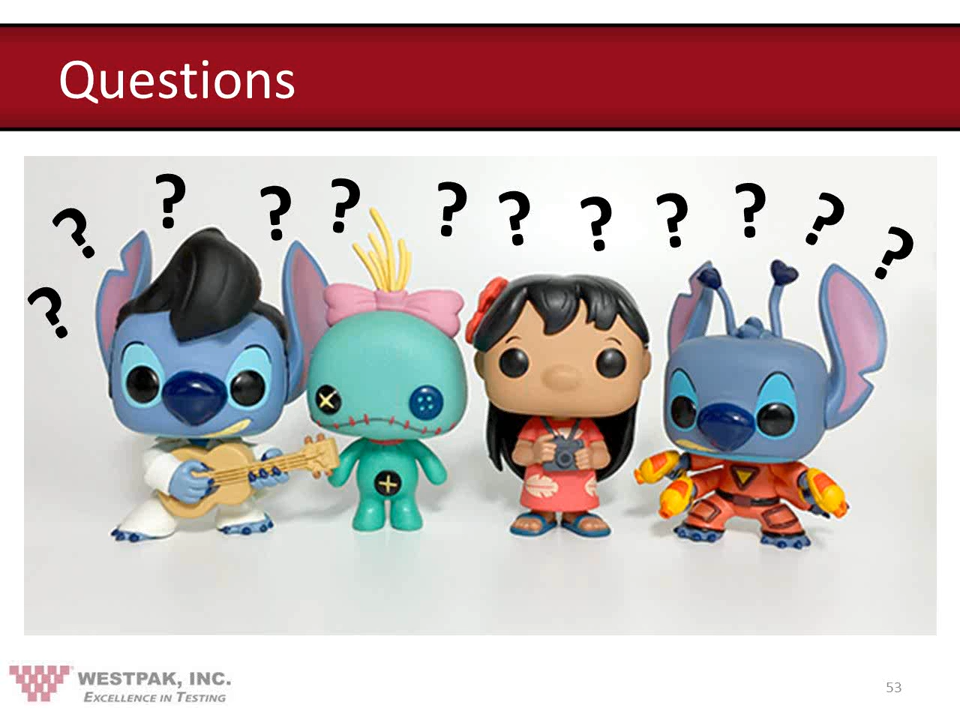 Questions
? ? ? ? ? ? ? ? ? ? ? ?
WESTPAK, INC.
EXCELLENCE IN TESTING
53